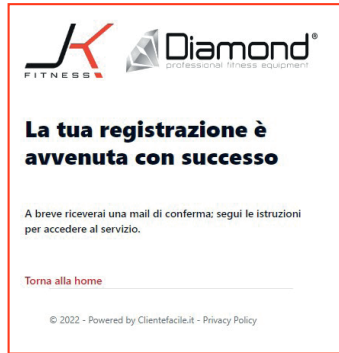 JK
FITNESS
Diamond®
professional fitness equipment
La tua registrazione è
avvenuta con successo
A breve riceverai una mail di conferma; segui le istruzioni
per accedere al servizio.
Torna alla home
© 2022 - Powered by Clientefacile.it - Privacy Policy